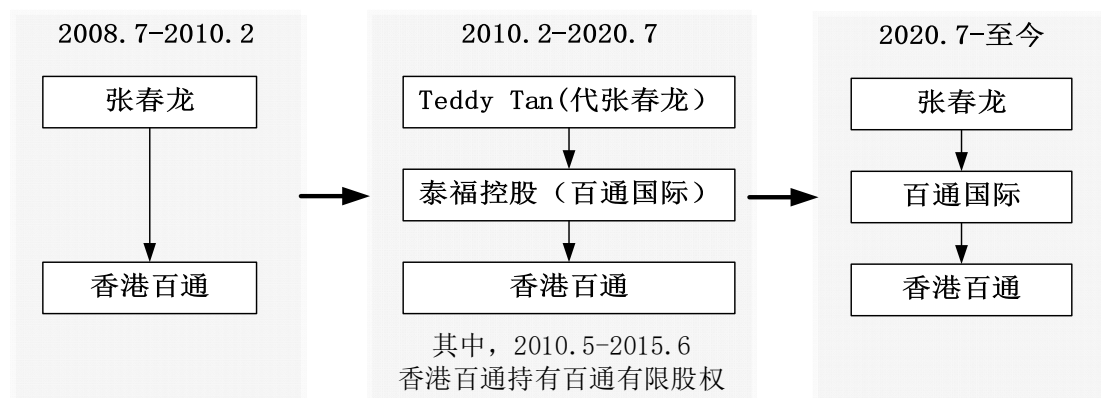 2008.7-2010.2
张春龙
香港百通
2010.2-2020.7
Teddy Tan(代张春龙）
泰福控股（百通国际）
香港百通
其中，2010.5-2015.6
香港百通持有百通有限股权
2020.7-至今
张春龙
百通国际
香港百通